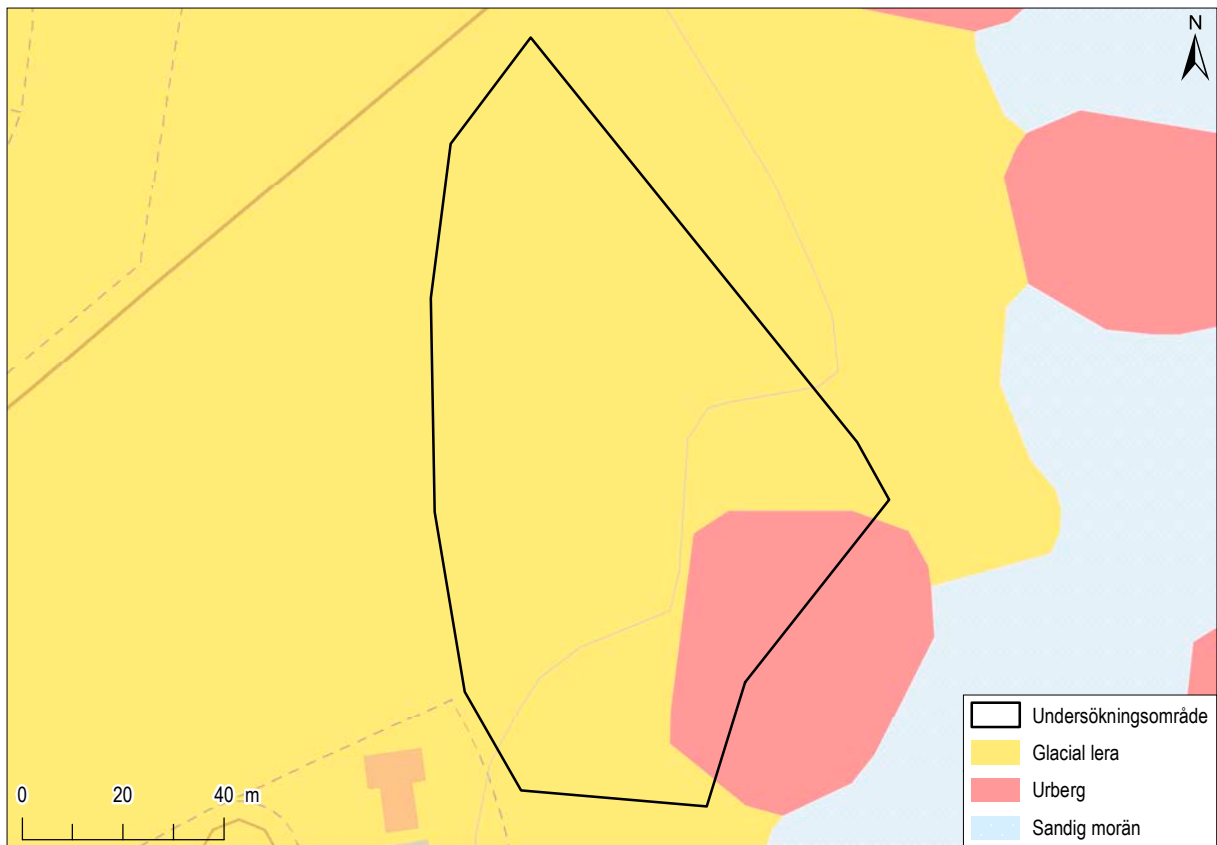 N
Undersökningsområde
Glacial lera
Urberg
Sandig morän
0 20 40 m